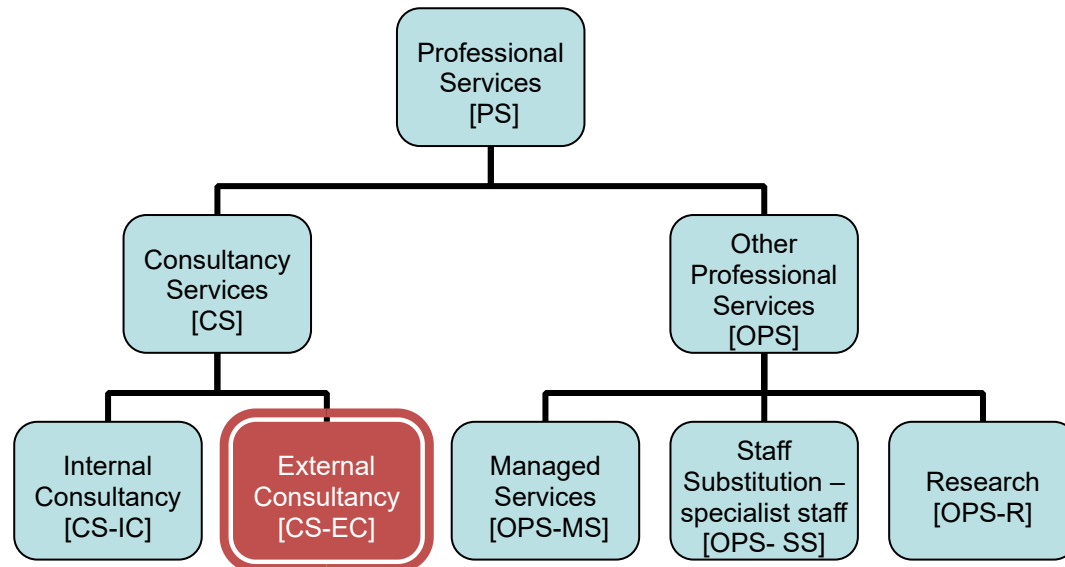 Professional
Services
[PS]
Consultancy
Services
[CS]
Other
Professional
Services
[OPS]
Internal
Consultancy
[CS-IC]
External
Consultancy
[CS-EC]
Managed
Services
[OPS-MS]
Staff
Substitution –
specialist staff
[OPS- SS]
Research
[OPS-R]